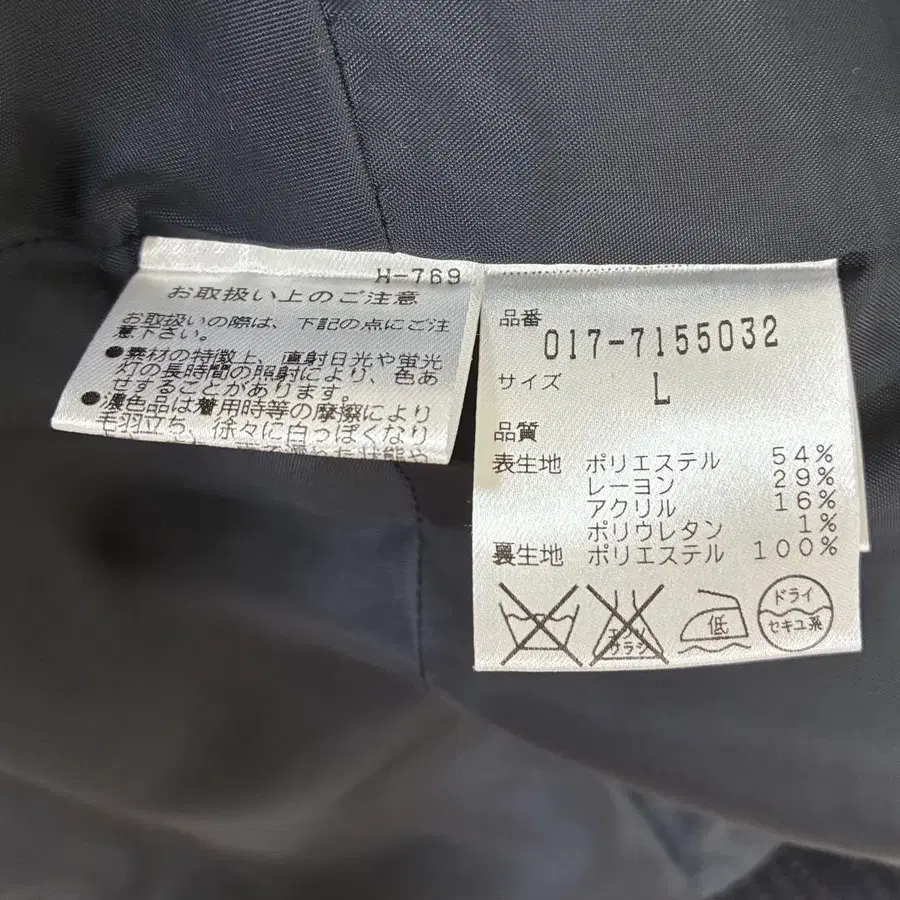 H-769
お取扱い上のご注意
お取扱いの際は、下記の点にご注
意下さい。
●素材の特徴上、直射日光や蛍光
灯の長時間の照射により、色あ
せすることがあります。
●濃色品は着用時等の摩擦により
毛羽立ち、徐々に白っぽくなり
品番
017-7155032
サイズ
L
品質
表生地 ポリエステル 54%
レーヨン 29%
アクリル 16%
ポリウレタン 1%
裏生地 ポリエステル 100%
エンソ
サラシ
低
ドライ
セキユ系